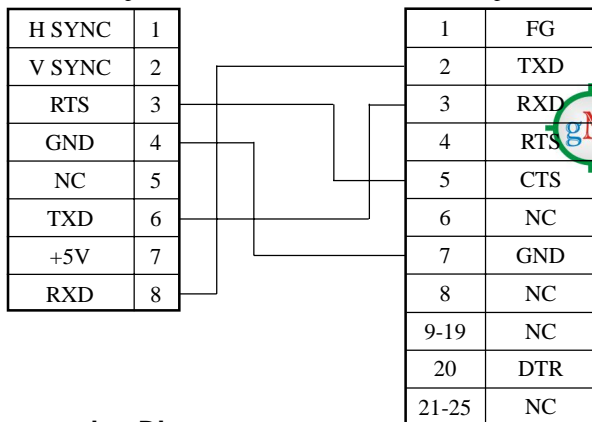 H SYNC 1
V SYNC 2
RTS 3
GND 4
NC 5
TXD 6
+5V 7
RXD 8
1 FG
2 TXD
3 RXD
4 RTS
5 CTS
6 NC
7 GND
8 NC
9-19 NC
20 DTR
21-25 NC